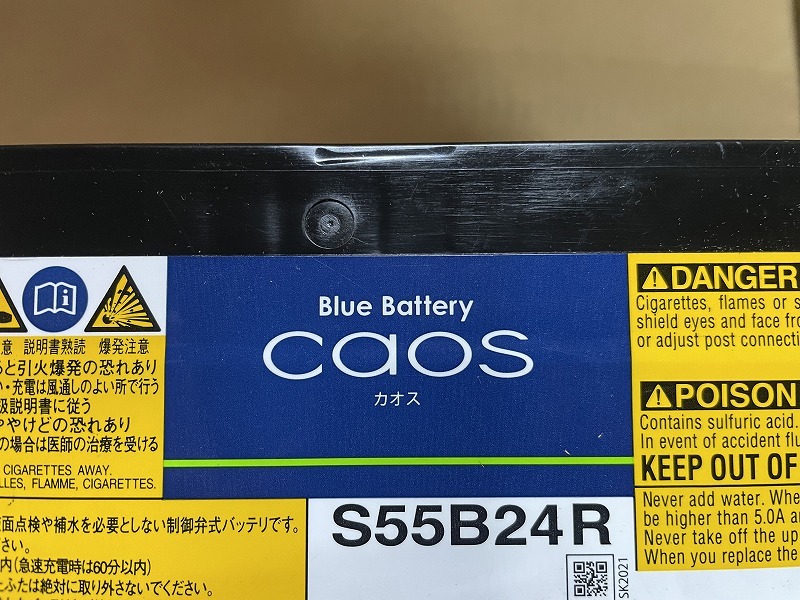 意 説明書熟読 爆発注意
ると引火爆発の恐れあり
い・充電は風通しのよい所で行う
扱説明書に従う
ややけどの恐れあり
の場合は医師の治療を受ける
CIGARETTES AWAY.
LLES, FLAMME, CIGARETTES.
面点検や補水を必要としない制御弁式バッテリです。
さい。
内(急速充電時は60分以内)
ふたは絶対に取り外さないでください。
Blue Battery
caos
カオス
S55B24R
SK2021
DANGER
Cigarettes, flames or
shield eyes and face
or adjust post
POISON
Contains sulfuric acid.
In event of accident
KEEP OUT OF
Never add water.
be higher than 5.0A
Never take off the
When you replace the